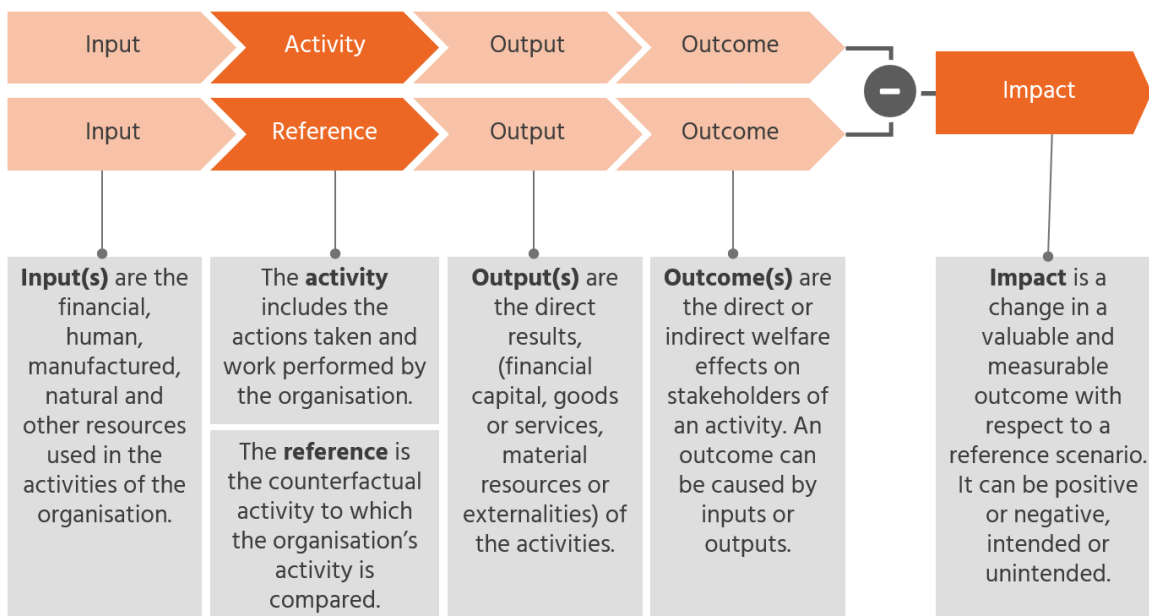 Input
Activity
Output
Outcome
Impact
Input
Reference
Output
Outcome
Input(s) are the
financial,
human,
manufactured,
natural and
other resources
used in the
activities of the
organisation.
The activity
includes the
actions taken and
work performed by
the organisation.
The reference is
the counterfactual
activity to which
the organisation’s
activity is
compared.
Output(s) are
the direct
results,
(financial
capital, goods
or services,
material
resources or
externalities) of
the activities.
Outcome(s) are
the direct or
indirect welfare
effects on
stakeholders of
an activity. An
outcome can
be caused by
inputs or
outputs.
Impact is a
change in a
valuable and
measurable
outcome with
respect to a
reference scenario.
It can be positive
or negative,
intended or
unintended.